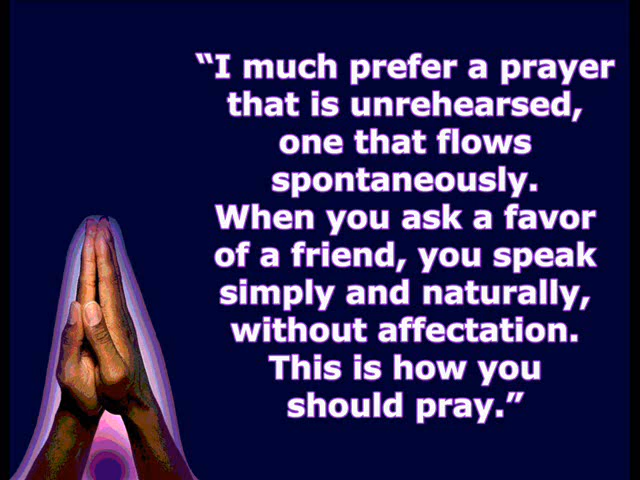 “I much prefer a prayer
that is unrehearsed,
one that flows
spontaneously.
When you ask a favor
of a friend, you speak
simply and naturally,
without affectation.
This is how you
should pray.”